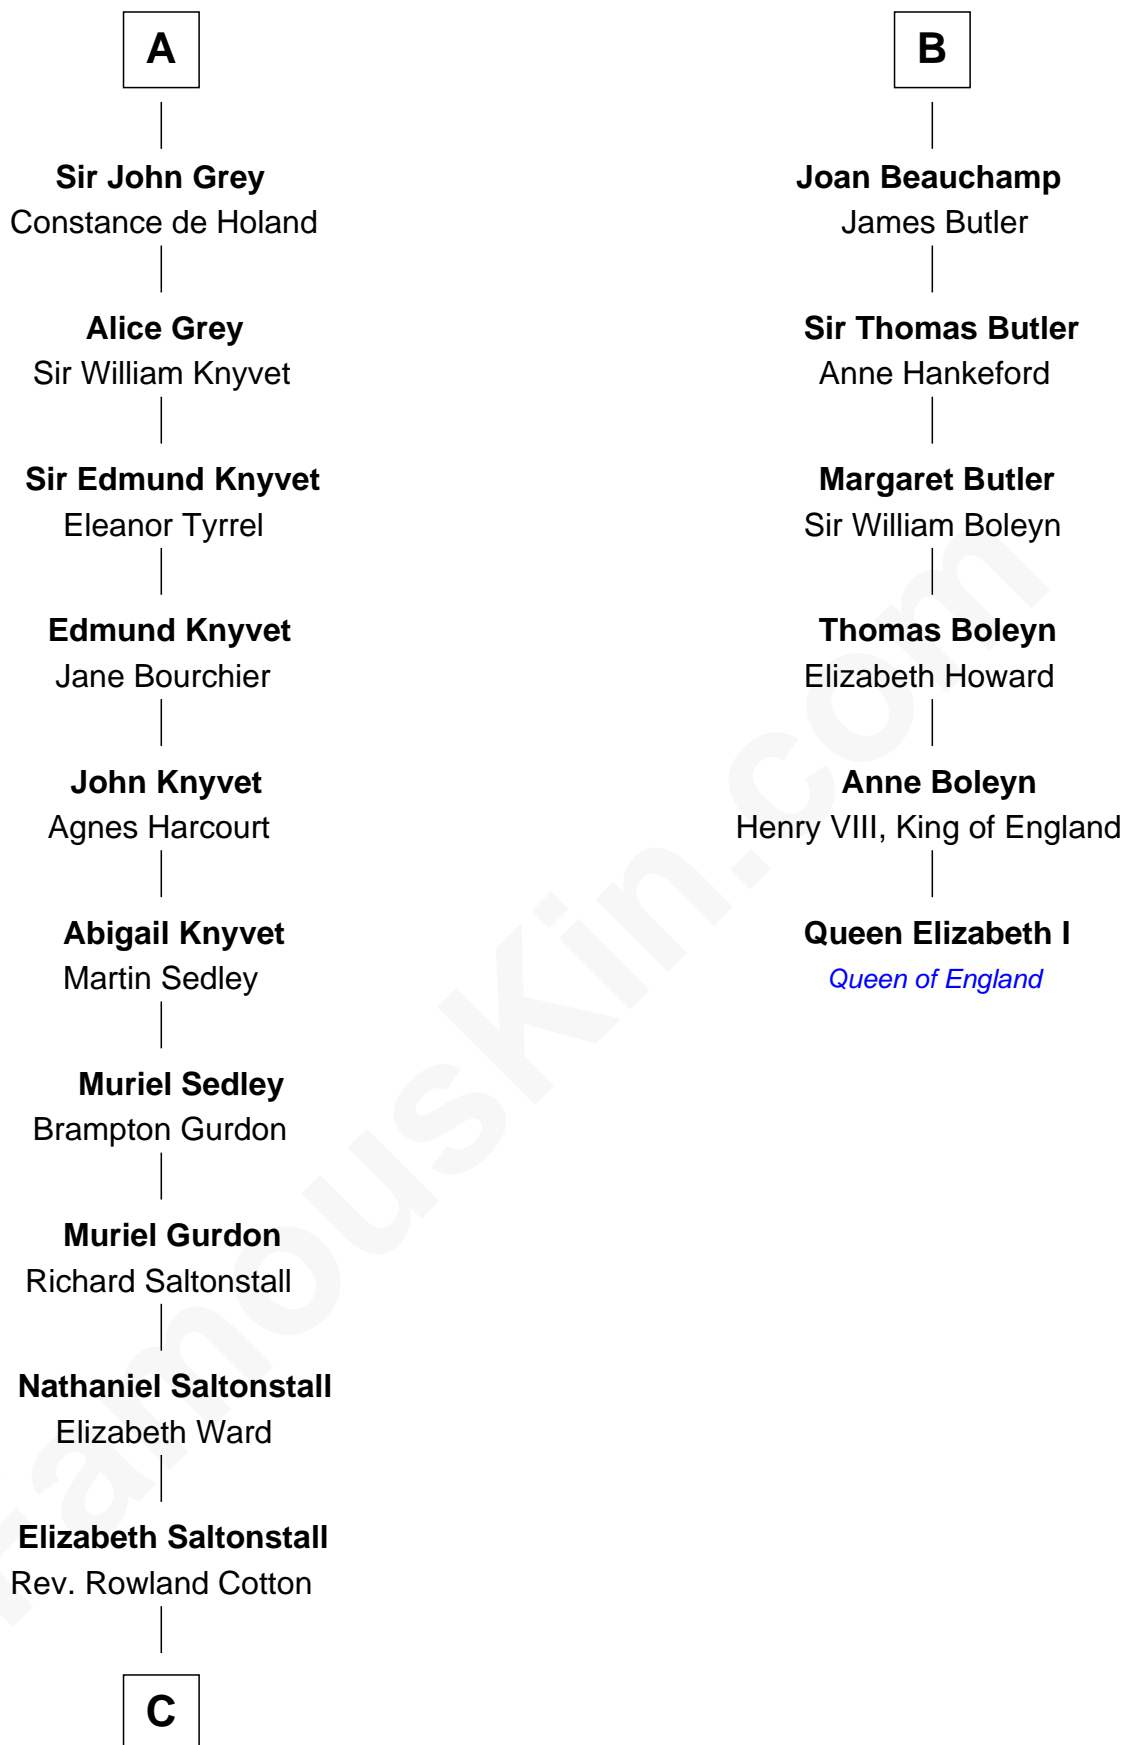 A
Sir John Grey
Constance de Holand
Alice Grey
Sir William Knyvet
Sir Edmund Knyvet
Eleanor Tyrrel
Edmund Knyvet
Jane Bourchier
John Knyvet
Agnes Harcourt
Abigail Knyvet
Martin Sedley
Muriel Sedley
Brampton Gurdon
Muriel Gurdon
Richard Saltonstall
Nathaniel Saltonstall
Elizabeth Ward
Elizabeth Saltonstall
Rev. Rowland Cotton
C
B
Joan Beauchamp
James Butler
Sir Thomas Butler
Anne Hankeford
Margaret Butler
Sir William Boleyn
Thomas Boleyn
Elizabeth Howard
Anne Boleyn
Henry VIII, King of England
Queen Elizabeth I
Queen of England
FamousKin.com